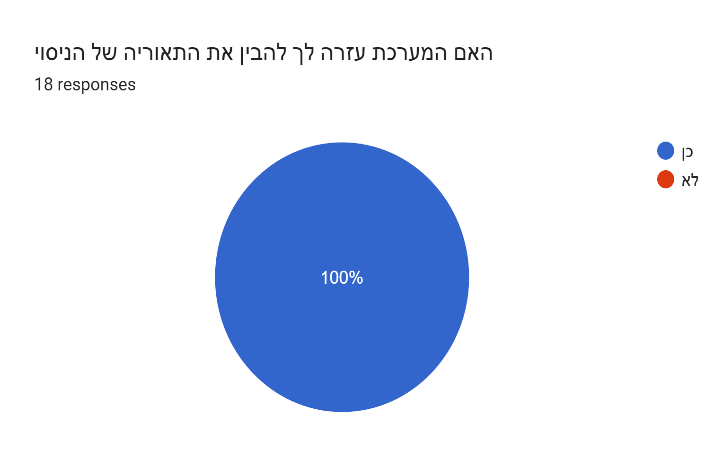 האם המערכת עזרה לך להבין את התאוריה של הניסוי
18 responses
כן
לא
100%